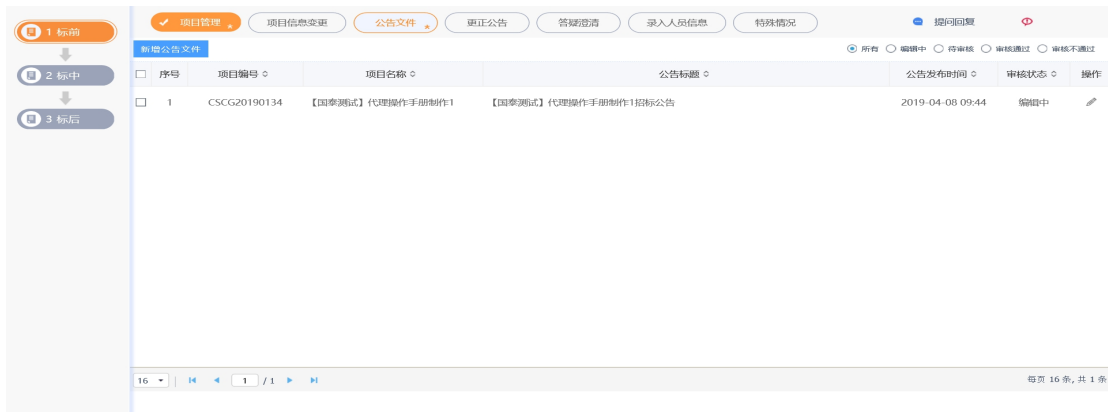 1 标前
2 标中
3 标后
项目管理 * 项目信息变更 公告文件 * 更正公告 答疑澄清 录入人员信息 特殊情况 提问回复
新增公告文件 所有 编辑中 待审核 审核通过 审核不通过
序号 项目编号 项目名称 公告标题 公告发布时间 审核状态 操作
1 CSCG20190134 【国泰测试】代理操作手册制作1 【国泰测试】代理操作手册制作1招标公告 2019-04-08 09:44 编辑中
16 1 / 1 每页 16 条, 共 1 条